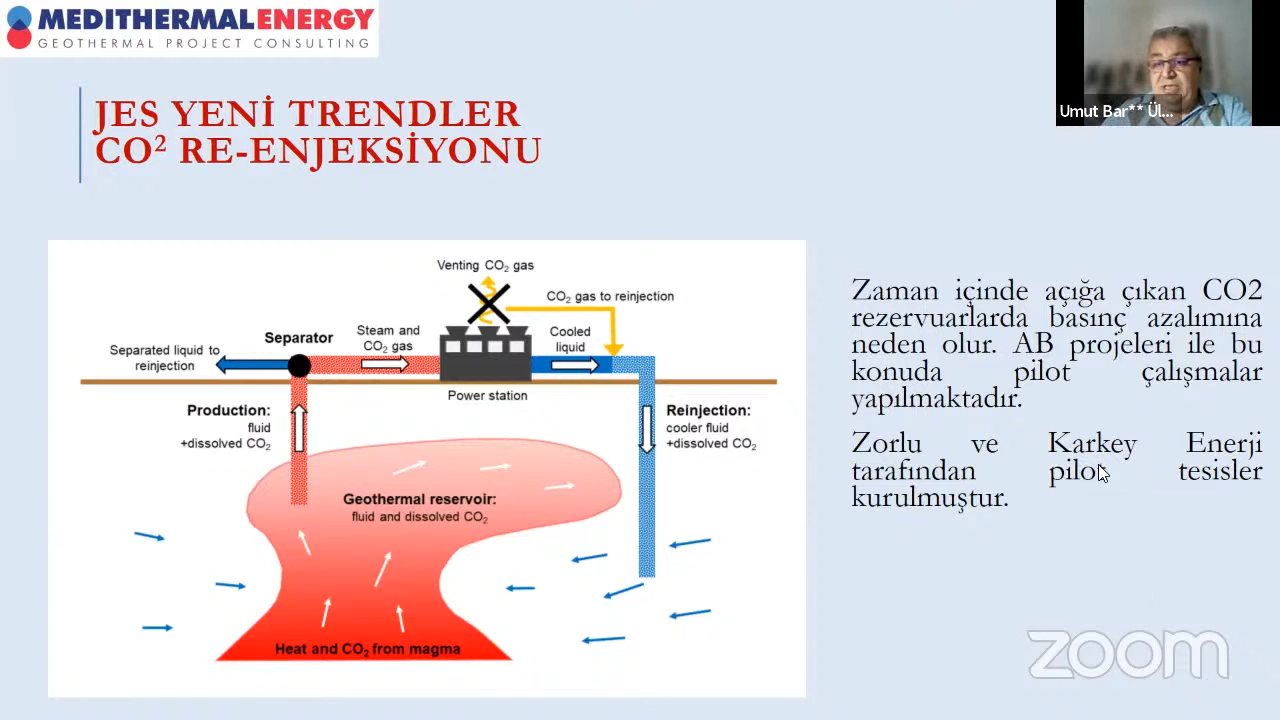 MEDITHERMALENERGY
GEOTHERMAL PROJECT CONSULTING
Umut Bar** Ül...
JES YENİ TRENDLER
CO² RE-ENJEKSİYONU
Venting CO₂ gas
CO₂ gas to reinjection
Separator
Steam and
CO₂ gas
Cooled
liquid
Separated liquid to
reinjection
Power station
Production:
fluid
+dissolved CO₂
Reinjection:
cooler fluid
+dissolved CO₂
Geothermal reservoir:
fluid and dissolved CO₂
Heat and CO₂ from magma
Zaman içinde açığa çıkan CO2
rezervuarlarda basınç azalımına
neden olur. AB projeleri ile bu
konuda pilot çalışmalar
yapılmaktadır.
Zorlu ve Karkey Enerji
tarafından pilot tesisler
kurulmuştur.
zoom